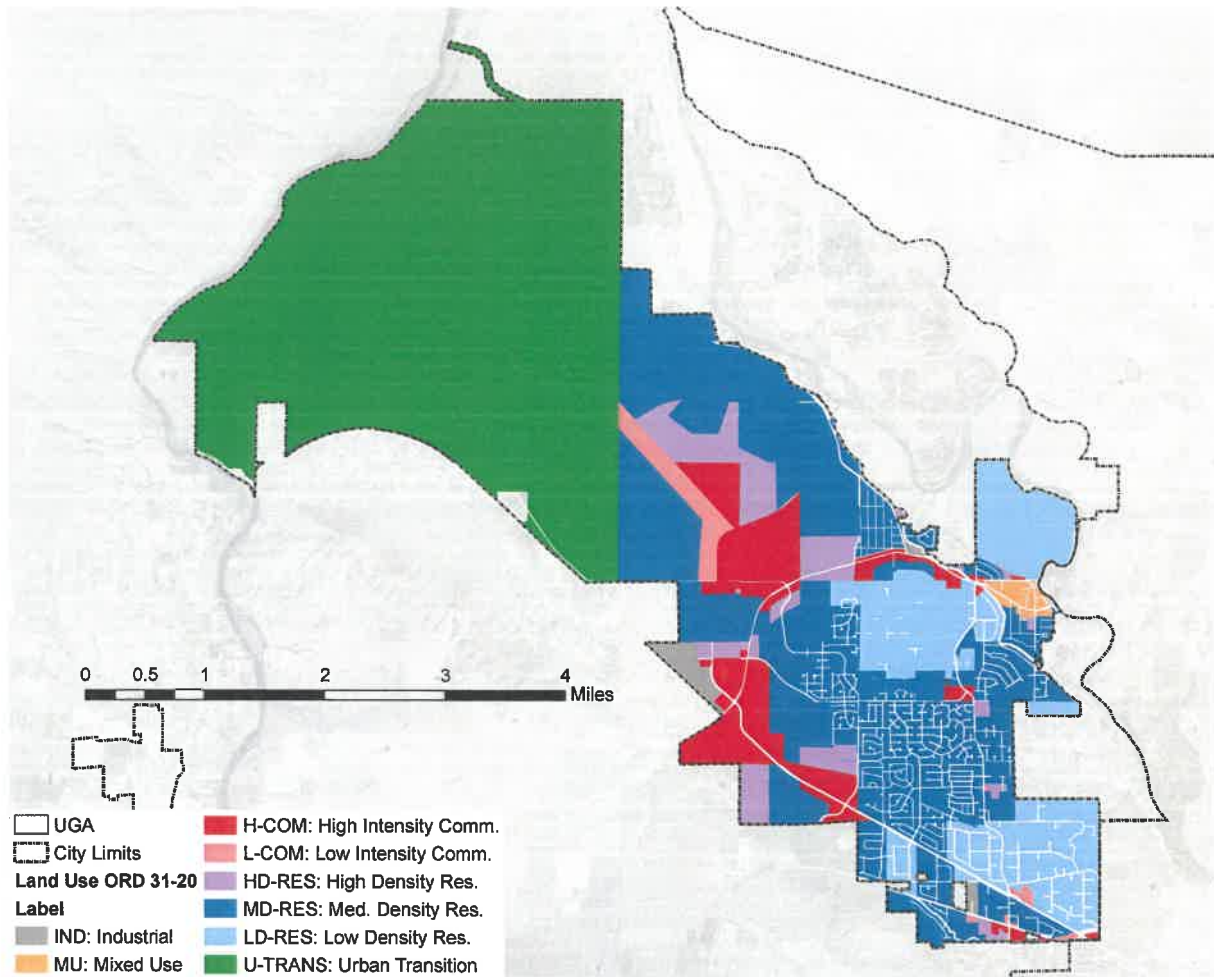 0 0.5 1 2 3 4
Miles
UGA
City Limits
Land Use ORD 31-20
Label
IND: Industrial
MU: Mixed Use
H-COM: High Intensity Comm.
L-COM: Low Intensity Comm.
HD-RES: High Density Res.
MD-RES: Med. Density Res.
LD-RES: Low Density Res.
U-TRANS: Urban Transition